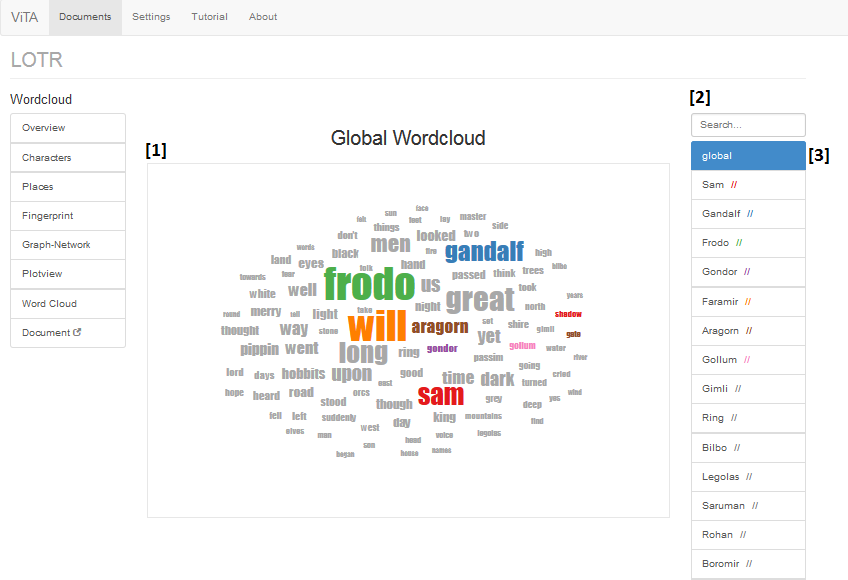 ViTA Documents Settings Tutorial About
LOTR
Wordcloud
Overview
Characters
Places
Fingerprint
Graph-Network
Plotview
Word Cloud
Document
[1]
Global Wordcloud
face
sun
felt feet lay master
things side
don't looked two
words men gandalf
black fire high
land eyes hand
folk bilbo
towards tear frodo us passed think trees
took
white well great years
night north
round merry tall light take will shadow
aragorn set shire gimli
thought way stone yet gate
pippin went long ring gondor gollum water
passim river
lord days hobbits upon good going
east time dark turned cried
hope heard road orcs sam grey yes wind
stood though deep
fell left suddenly day king mountains find
elves man west voice legolas
son hand
began house names
[2]
Search...
global
[3]
Sam //
Gandalf //
Frodo //
Gondor //
Faramir //
Aragorn //
Gollum //
Gimli //
Ring //
Bilbo //
Legolas //
Saruman //
Rohan //
Boromir //